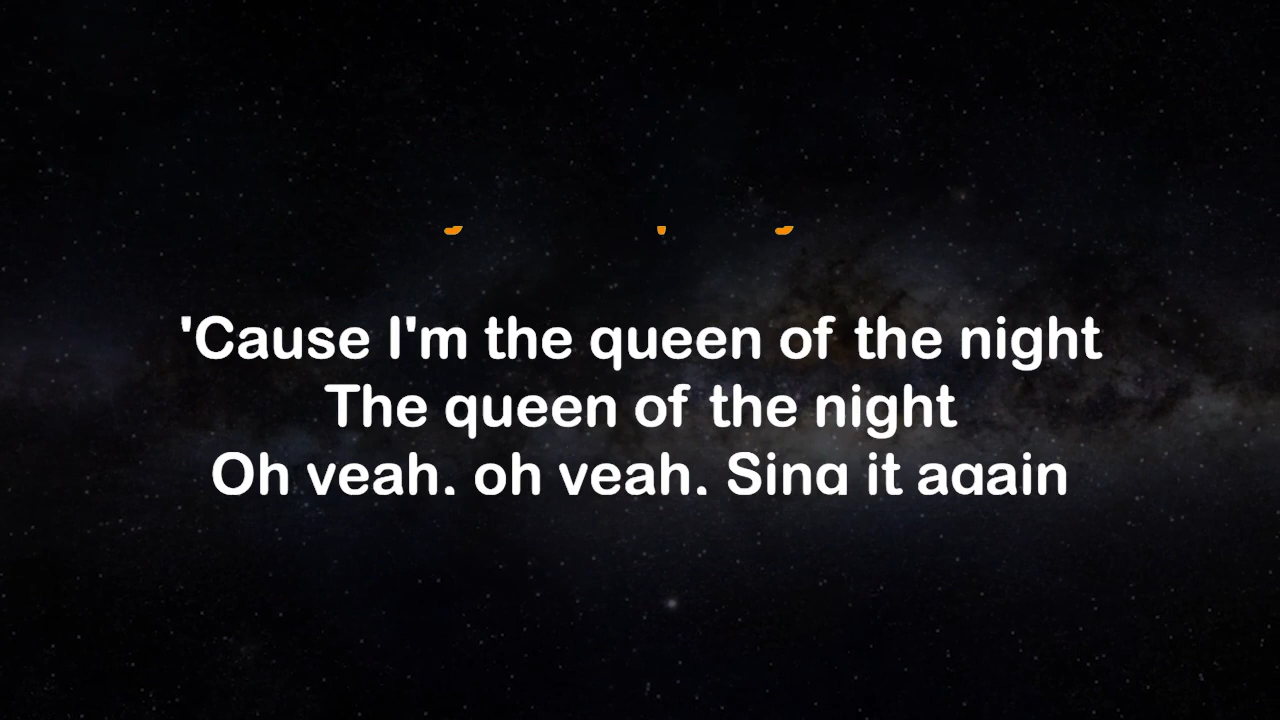 'Cause I'm the queen of the night
The queen of the night
Oh yeah, oh yeah, Sing it again